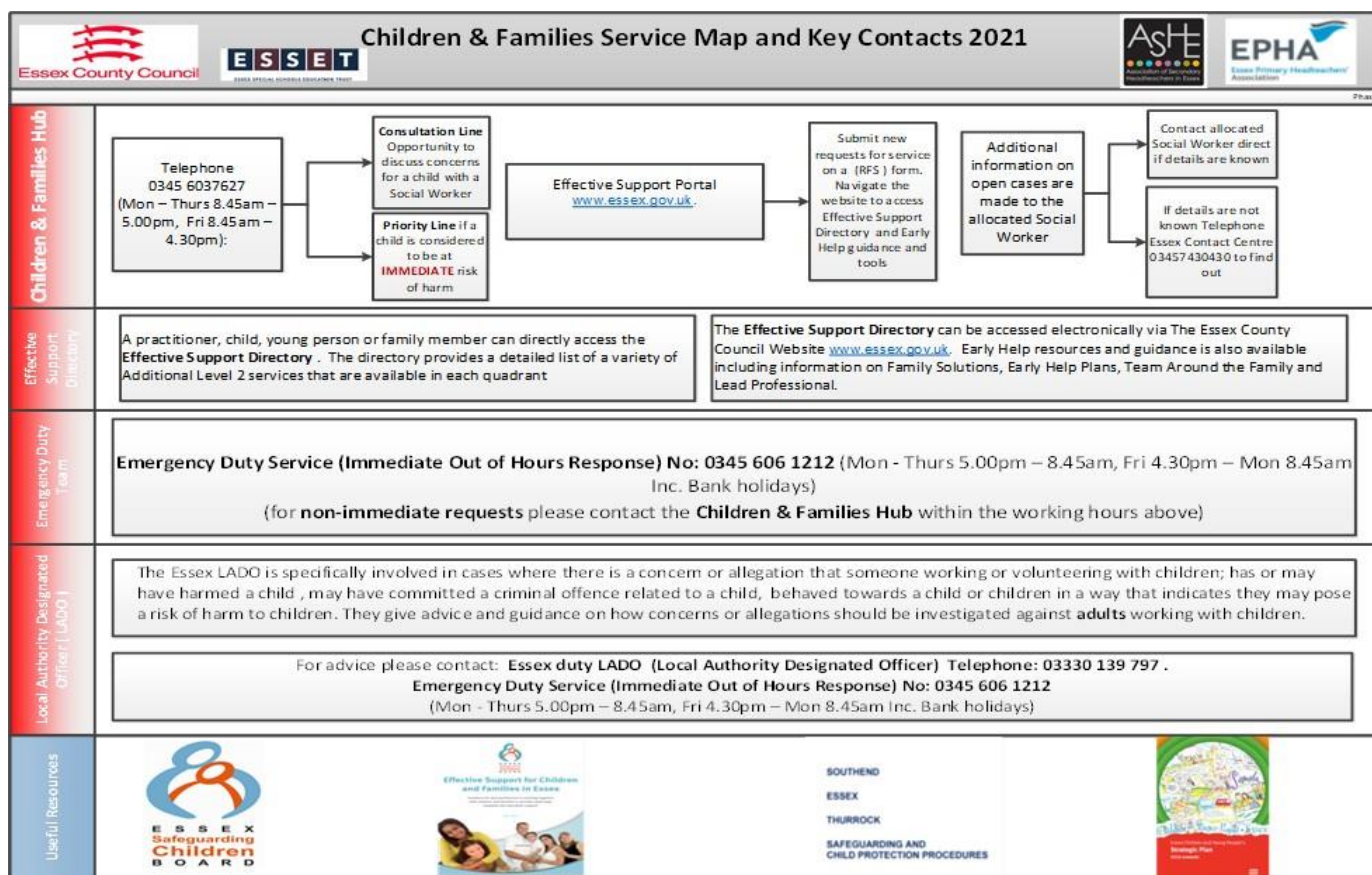 Essex County Council
ESSET
ESSEX SPECIAL SCHOOLS EDUCATION TRUST
Children & Families Service Map and Key Contacts 2021
ASHE
Association of Secondary
Headteachers in Essex
EPHA
Essex Primary Headteachers'
Association
Phas
Children & Families Hub
Telephone
0345 6037627
(Mon – Thurs 8.45am –
5.00pm, Fri 8.45am –
4.30pm):
Consultation Line
Opportunity to
discuss concerns
for a child with a
Social Worker
Priority Line if a
child is considered
to be at
IMMEDIATE risk
of harm
Effective Support Portal
www.essex.gov.uk.
Submit new
requests for service
on a (RFS ) form.
Navigate the
website to access
Effective Support
Directory and Early
Help guidance and
tools
Additional
information on
open cases are
made to the
allocated Social
Worker
Contact allocated
Social Worker direct
if details are known
If details are not
known Telephone
Essex Contact Centre
03457430430 to find
out
Effective
Support
Directory
A practitioner, child, young person or family member can directly access the
Effective Support Directory . The directory provides a detailed list of a variety of
Additional Level 2 services that are available in each quadrant
The Effective Support Directory can be accessed electronically via The Essex County
Council Website www.essex.gov.uk. Early Help resources and guidance is also available
including information on Family Solutions, Early Help Plans, Team Around the Family and
Lead Professional.
Emergency Duty
Team
Emergency Duty Service (Immediate Out of Hours Response) No: 0345 606 1212 (Mon - Thurs 5.00pm – 8.45am, Fri 4.30pm – Mon 8.45am
Inc. Bank holidays)
(for non-immediate requests please contact the Children & Families Hub within the working hours above)
Local Authority Designated
Officer ( LADO )
The Essex LADO is specifically involved in cases where there is a concern or allegation that someone working or volunteering with children; has or may
have harmed a child , may have committed a criminal offence related to a child, behaved towards a child or children in a way that indicates they may pose
a risk of harm to children. They give advice and guidance on how concerns or allegations should be investigated against adults working with children.
For advice please contact: Essex duty LADO (Local Authority Designated Officer) Telephone: 03330 139 797 .
Emergency Duty Service (Immediate Out of Hours Response) No: 0345 606 1212
(Mon - Thurs 5.00pm – 8.45am, Fri 4.30pm – Mon 8.45am Inc. Bank holidays)
Useful Resources
ESSEX
Safeguarding
Children
BOARD
Effective Support for Children
and Families in Essex
SOUTHEND
ESSEX
THURROCK
SAFEGUARDING AND
CHILD PROTECTION PROCEDURES
Strategic Plan